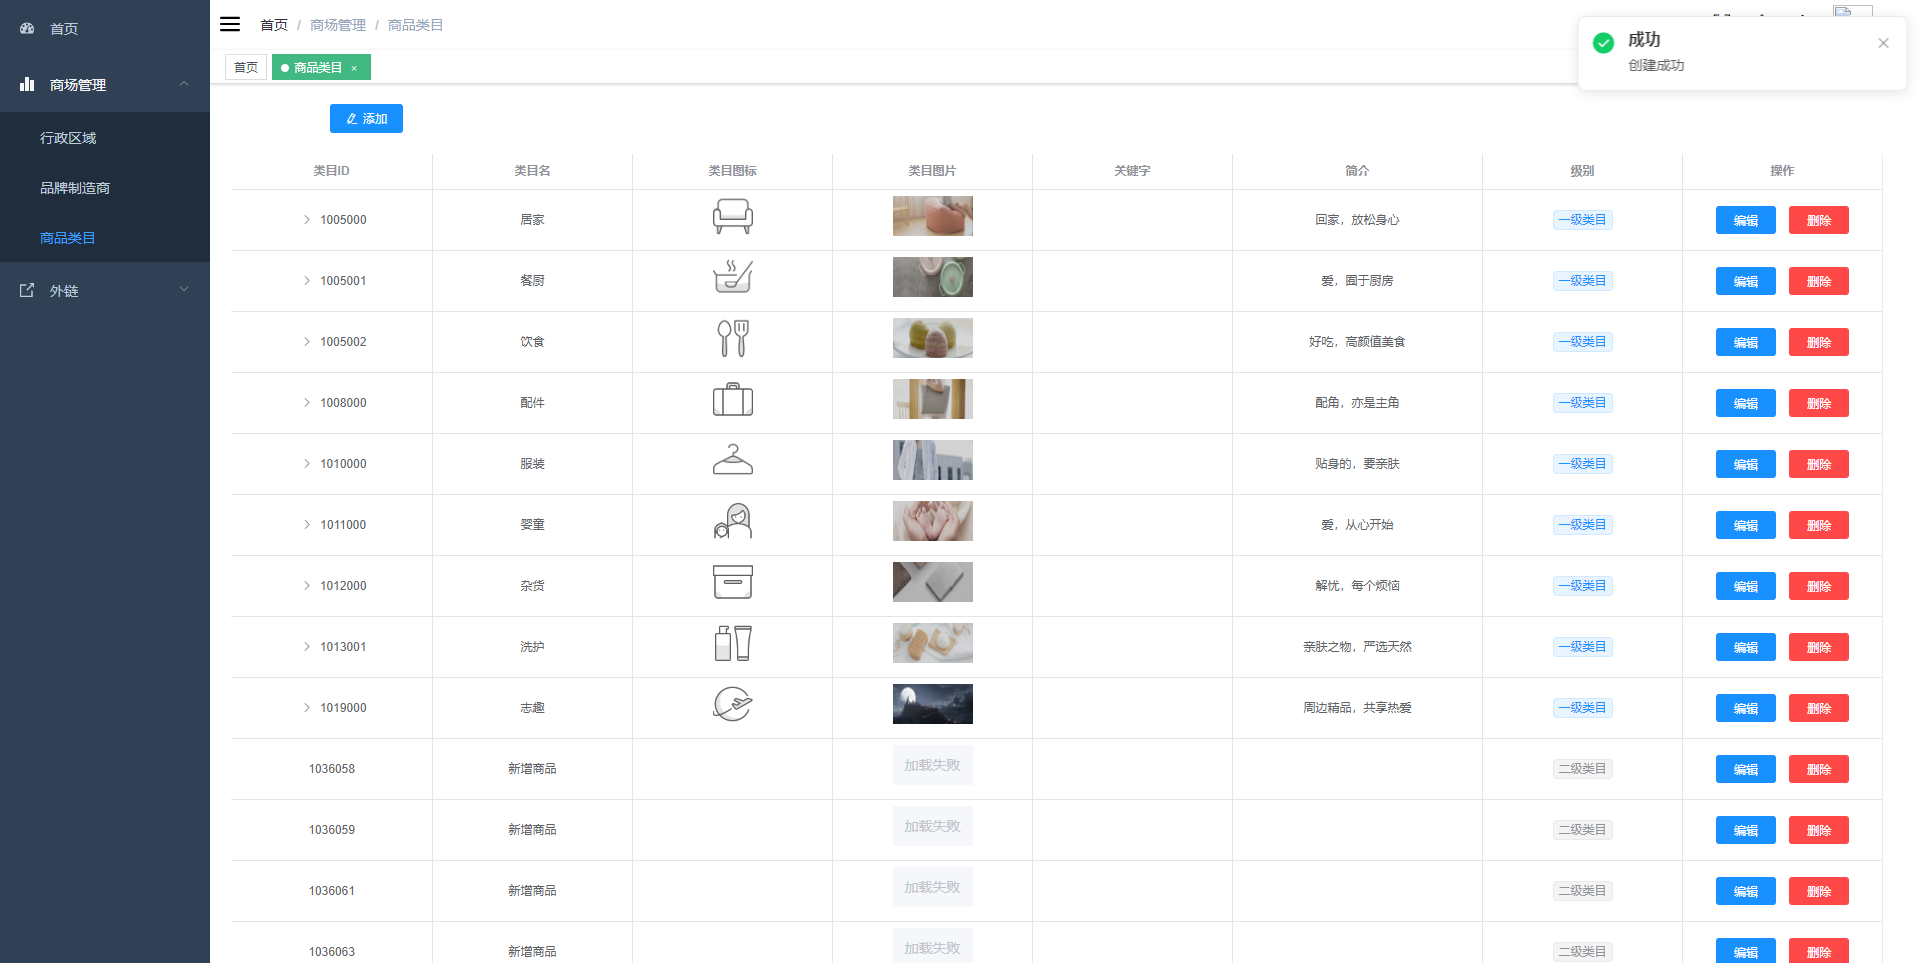 首页
商场管理
行政区域
品牌制造商
商品类目
外链
首页 / 商场管理 / 商品类目
首页
商品类目 ×
成功
创建成功
添加
类目ID 类目名 类目图标 类目图片 关键字 简介 级别 操作
1005000 居家 回家，放松身心 一级类目 编辑 删除
1005001 餐厨 爱，囿于厨房 一级类目 编辑 删除
1005002 饮食 好吃，高颜值美食 一级类目 编辑 删除
1008000 配件 配角，亦是主角 一级类目 编辑 删除
1010000 服装 贴身的，要亲肤 一级类目 编辑 删除
1011000 婴童 爱，从心开始 一级类目 编辑 删除
1012000 杂货 解忧，每个烦恼 一级类目 编辑 删除
1013001 洗护 亲肤之物，严选天然 一级类目 编辑 删除
1019000 志趣 周边精品，共享热爱 一级类目 编辑 删除
1036058 新增商品 加载失败 二级类目 编辑 删除
1036059 新增商品 加载失败 二级类目 编辑 删除
1036061 新增商品 加载失败 二级类目 编辑 删除
1036063 新增商品 加载失败 二级类目 编辑 删除